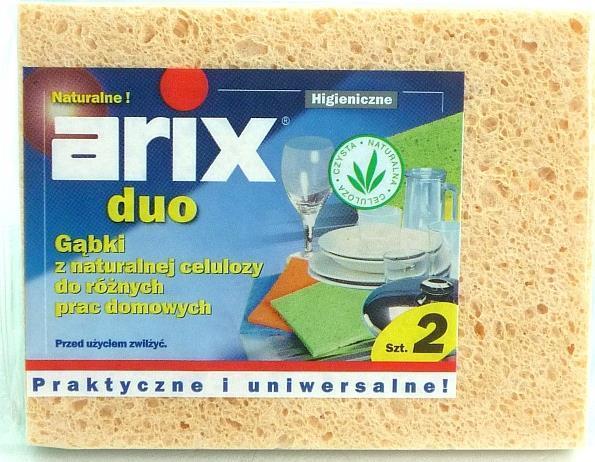 Naturalne !
Higieniczne
arix®
duo
CZYSTA • NATURALNA • CELULOZA •
Gąbki
z naturalnej celulozy
do różnych
prac domowych
Przed użyciem zwilżyć.
Szt. 2
Praktyczne i uniwersalne!